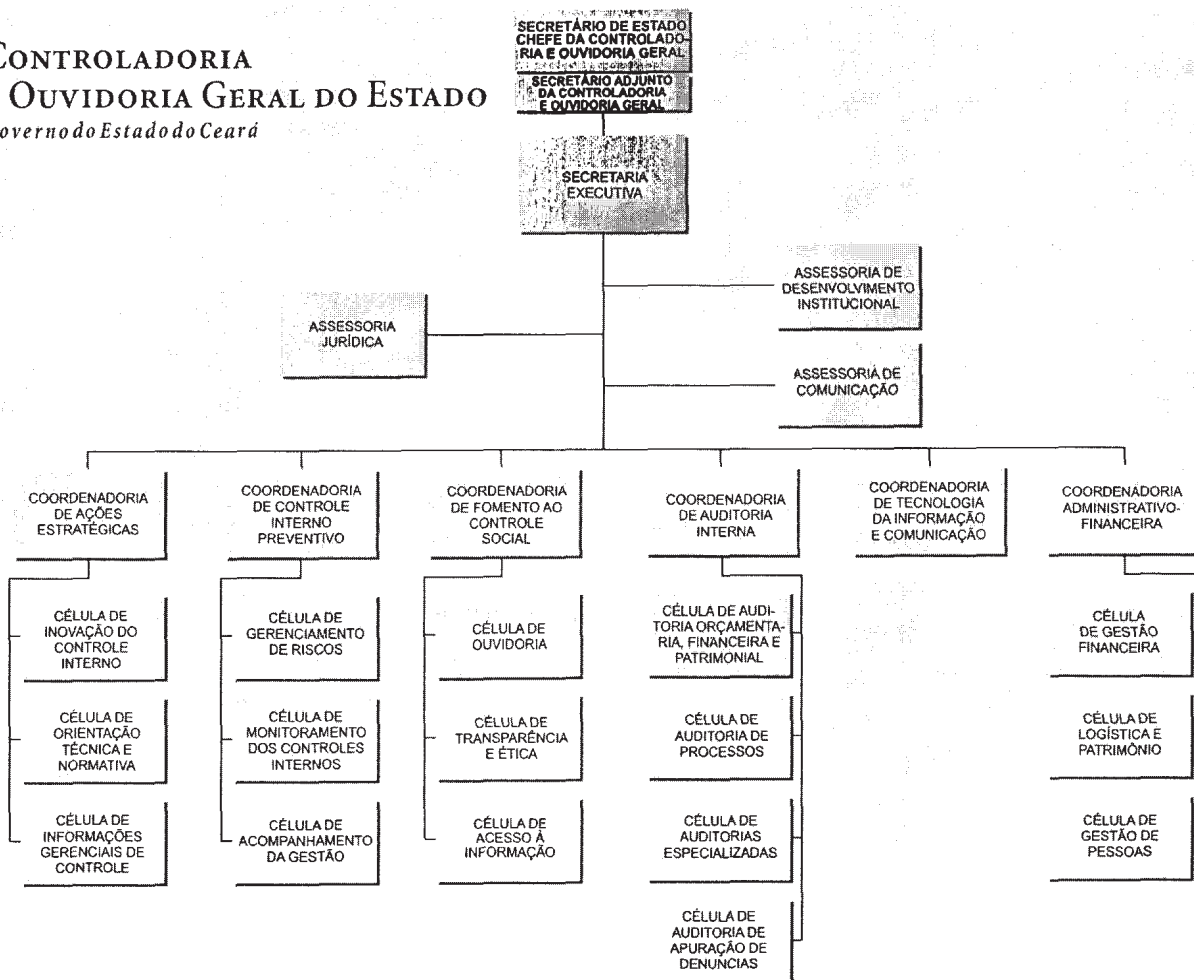 CONTROLADORIA
OUVIDORIA GERAL DO ESTADO
overno do Estado do Ceará
SECRETÁRIO DE ESTADO
CHEFE DA CONTROLADO-
RIA E OUVIDORIA GERAL
SECRETÁRIO ADJUNTO
DA CONTROLADORIA
E OUVIDORIA GERAL
SECRETARIA
EXECUTIVA
ASSESSORIA DE
DESENVOLVIMENTO
INSTITUCIONAL
ASSESSORIA
JURÍDICA
ASSESSORIA DE
COMUNICAÇÃO
COORDENADORIA
DE AÇÕES
ESTRATÉGICAS
COORDENADORIA
DE CONTROLE
INTERNO
PREVENTIVO
COORDENADORIA
DE FOMENTO AO
CONTROLE
SOCIAL
COORDENADORIA
DE AUDITORIA
INTERNA
COORDENADORIA
DE TECNOLOGIA
DA INFORMAÇÃO
E COMUNICAÇÃO
COORDENADORIA
ADMINISTRATIVO-
FINANCEIRA
CÉLULA DE
INOVAÇÃO DO
CONTROLE
INTERNO
CÉLULA DE
GERENCIAMENTO
DE RISCOS
CÉLULA DE
OUVIDORIA
CÉLULA DE AUDI-
TORIA ORÇAMENTA-
RIA, FINANCEIRA E
PATRIMONIAL
CÉLULA
DE GESTÃO
FINANCEIRA
CÉLULA DE
ORIENTAÇÃO
TÉCNICA E
NORMATIVA
CÉLULA DE
MONITORAMENTO
DOS CONTROLES
INTERNOS
CÉLULA DE
TRANSPARÊNCIA
E ÉTICA
CÉLULA DE
AUDITORIA DE
PROCESSOS
CÉLULA DE
LOGÍSTICA E
PATRIMÔNIO
CÉLULA DE
INFORMAÇÕES
GERENCIAIS DE
CONTROLE
CÉLULA DE
ACOMPANHAMENTO
DA GESTÃO
CÉLULA DE
ACESSO À
INFORMAÇÃO
CÉLULA DE
AUDITORIAS
ESPECIALIZADAS
CÉLULA DE
GESTÃO DE
PESSOAS
CÉLULA DE
AUDITORIA DE
APURAÇÃO DE
DENUNCIAS